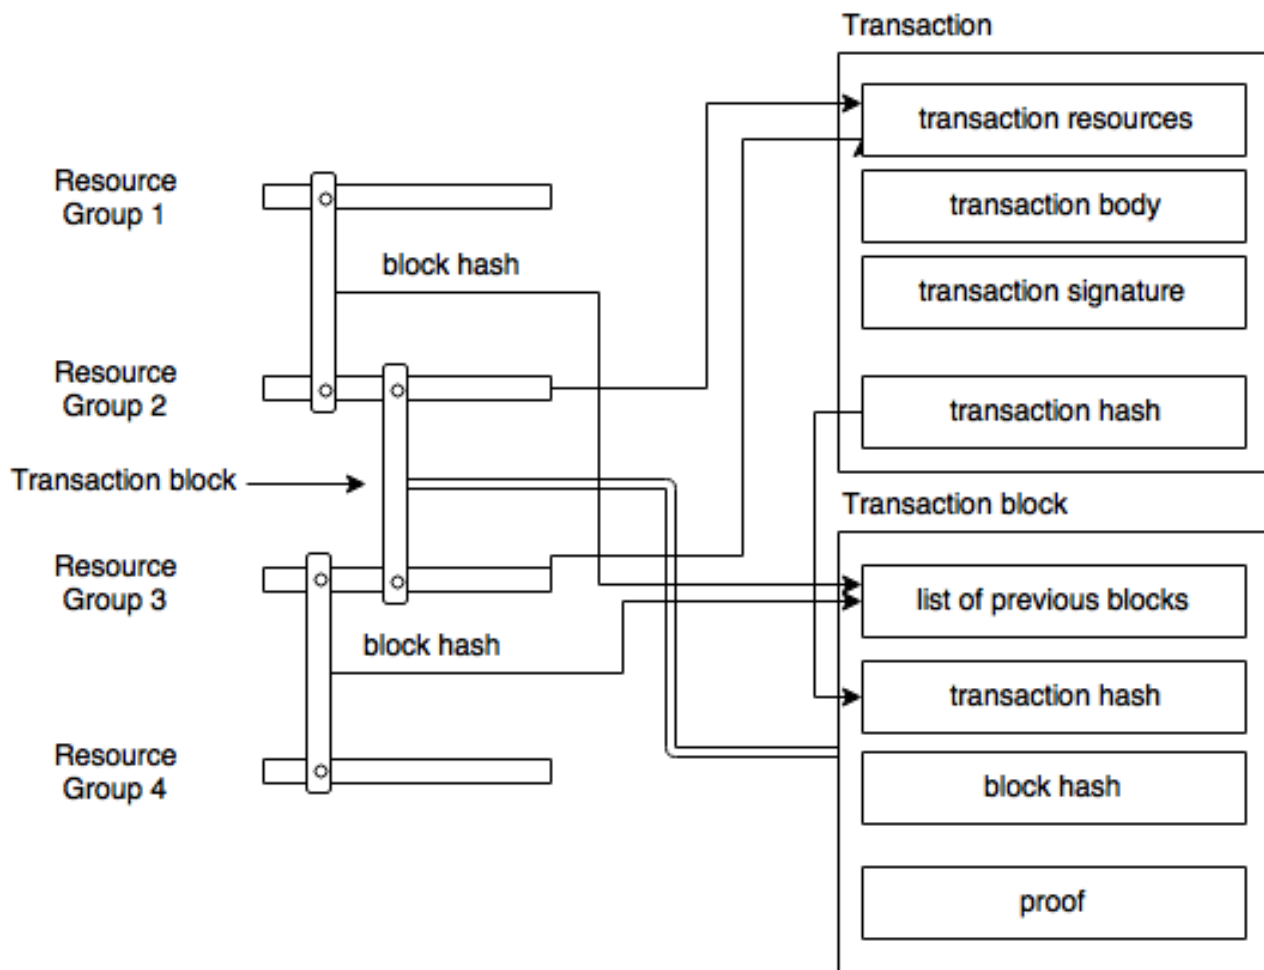 Transaction
transaction resources
transaction body
transaction signature
transaction hash
Resource
Group 1
block hash
Resource
Group 2
Transaction block
Resource
Group 3
block hash
Resource
Group 4
Transaction block
list of previous blocks
transaction hash
block hash
proof